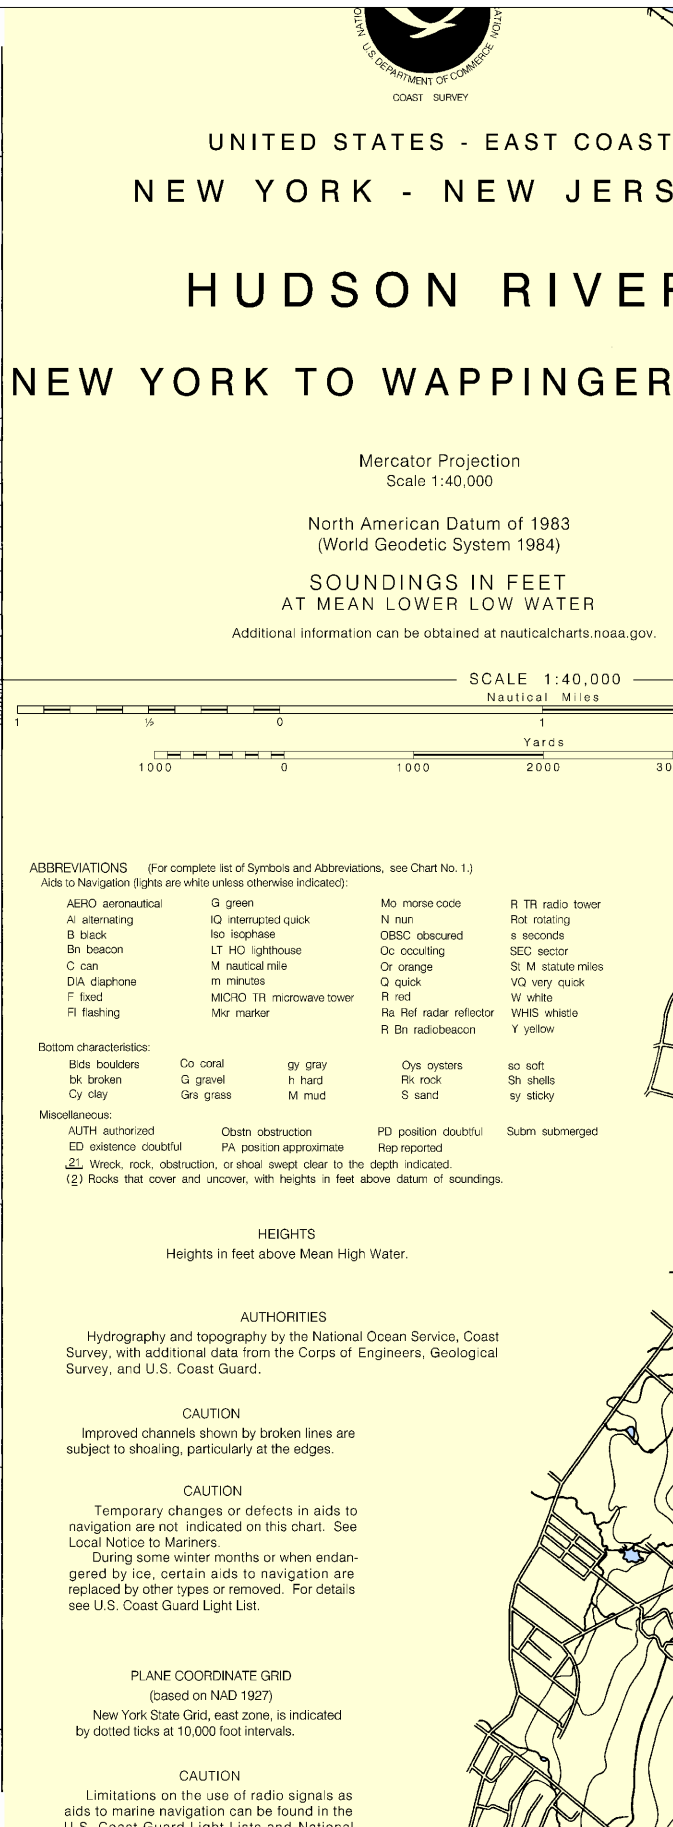 U.S. DEPARTMENT OF COMMERCE
COAST SURVEY
UNITED STATES - EAST COAST
NEW YORK - NEW JERS
HUDSON RIVER
NEW YORK TO WAPPINGER
Mercator Projection
Scale 1:40,000
North American Datum of 1983
(World Geodetic System 1984)
SOUNDINGS IN FEET
AT MEAN LOWER LOW WATER
Additional information can be obtained at nauticalcharts.noaa.gov.
SCALE 1:40,000
Nautical Miles
1 ½ 0 1
Yards
1000 0 1000 2000 30
ABBREVIATIONS (For complete list of Symbols and Abbreviations, see Chart No. 1.)
Aids to Navigation (lights are white unless otherwise indicated):
AERO aeronautical G green Mo morse code R TR radio tower
Al alternating IQ interrupted quick N nun Rot rotating
B black Iso isophase OBSC obscured s seconds
Bn beacon LT HO lighthouse Oc occulting SEC sector
C can M nautical mile Or orange St M statute miles
DIA diaphone m minutes Q quick VQ very quick
F fixed MICRO TR microwave tower R red W white
Fl flashing Mkr marker Ra Ref radar reflector WHIS whistle
R Bn radiobeacon Y yellow
Bottom characteristics:
Blds boulders Co coral gy gray Oys oysters so soft
bk broken G gravel h hard Rk rock Sh shells
Cy clay Grs grass M mud S sand sy sticky
Miscellaneous:
AUTH authorized Obstn obstruction PD position doubtful Subm submerged
ED existence doubtful PA position approximate Rep reported
21, Wreck, rock, obstruction, or shoal swept clear to the depth indicated.
(2) Rocks that cover and uncover, with heights in feet above datum of soundings.
HEIGHTS
Heights in feet above Mean High Water.
AUTHORITIES
Hydrography and topography by the National Ocean Service, Coast
Survey, with additional data from the Corps of Engineers, Geological
Survey, and U.S. Coast Guard.
CAUTION
Improved channels shown by broken lines are
subject to shoaling, particularly at the edges.
CAUTION
Temporary changes or defects in aids to
navigation are not indicated on this chart. See
Local Notice to Mariners.
During some winter months or when endan-
gered by ice, certain aids to navigation are
replaced by other types or removed. For details
see U.S. Coast Guard Light List.
PLANE COORDINATE GRID
(based on NAD 1927)
New York State Grid, east zone, is indicated
by dotted ticks at 10,000 foot intervals.
CAUTION
Limitations on the use of radio signals as
aids to marine navigation can be found in the
U.S. Coast Guard Light Lists and National